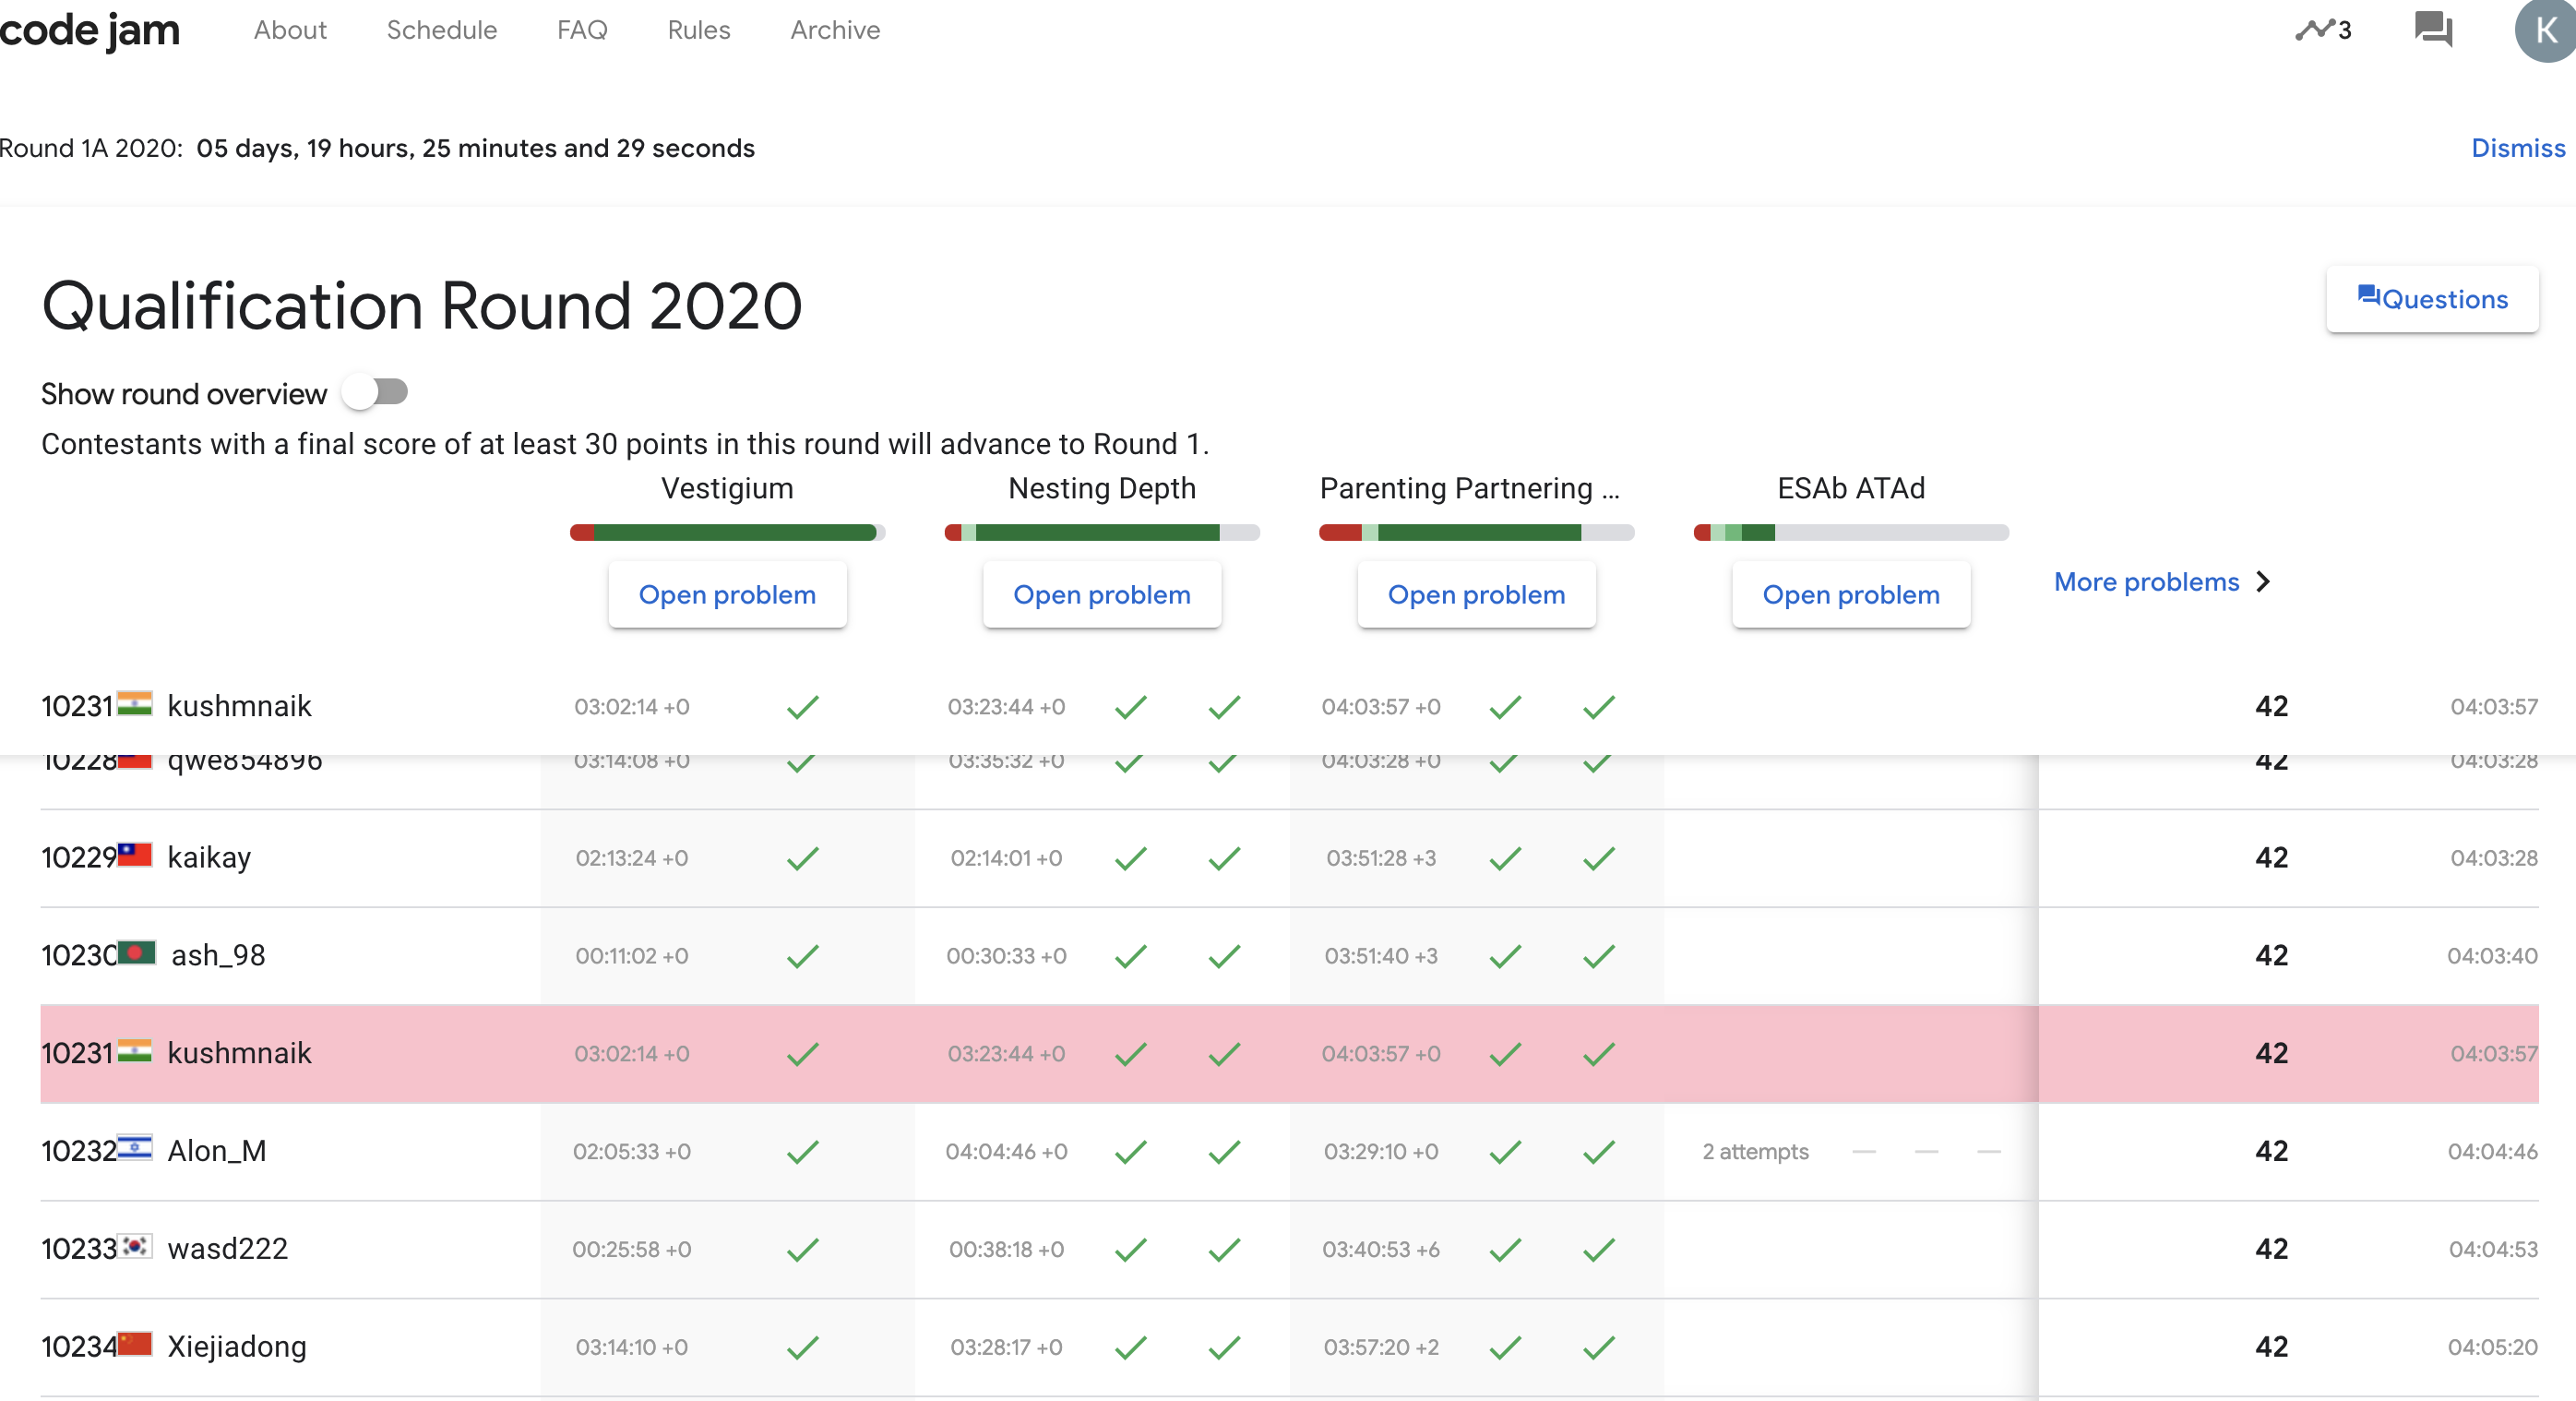 code jam About Schedule FAQ Rules Archive 3 K
Round 1A 2020: 05 days, 19 hours, 25 minutes and 29 seconds Dismiss
Qualification Round 2020 Questions
Show round overview
Contestants with a final score of at least 30 points in this round will advance to Round 1.
Vestigium Nesting Depth Parenting Partnering ... ESAb ATAd
Open problem Open problem Open problem Open problem More problems
10231 kushmnaik 03:02:14 +0 03:23:44 +0 04:03:57 +0 42 04:03:57
10228 qwe854896 03:14:08 +0 03:35:32 +0 04:03:28 +0 42 04:03:28
10229 kaikay 02:13:24 +0 02:14:01 +0 03:51:28 +3 42 04:03:28
10230 ash_98 00:11:02 +0 00:30:33 +0 03:51:40 +3 42 04:03:40
10231 kushmnaik 03:02:14 +0 03:23:44 +0 04:03:57 +0 42 04:03:57
10232 Alon_M 02:05:33 +0 04:04:46 +0 03:29:10 +0 2 attempts — — — 42 04:04:46
10233 wasd222 00:25:58 +0 00:38:18 +0 03:40:53 +6 42 04:04:53
10234 Xiejiadong 03:14:10 +0 03:28:17 +0 03:57:20 +2 42 04:05:20